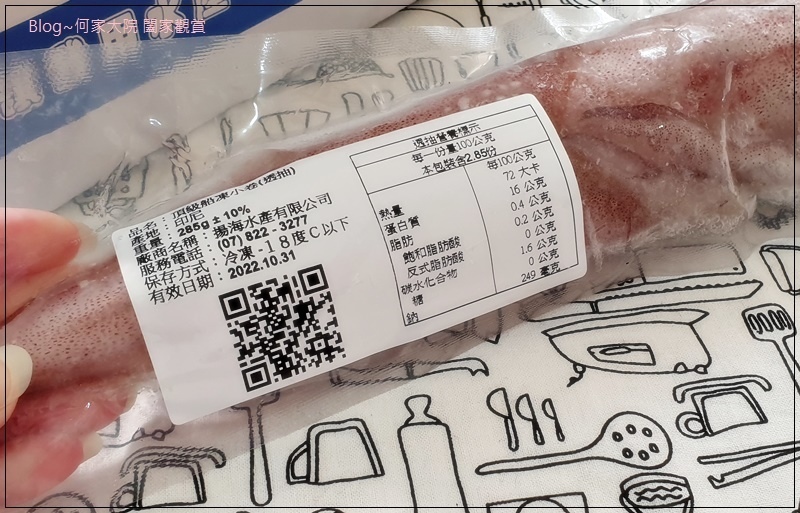 Blog~何家大院 闔家觀賞
品名：頂級船凍小卷(透抽)
產地：印尼
重量：285g ± 10%
廠商名稱：揚海水產有限公司
服務電話：(07) 822 - 3277
保存方式：冷凍 -１８度Ｃ以下
有效日期：2022.10.31
透抽營養標示
每一份量100公克
本包裝含2.85份
每100公克
熱量 72 大卡
蛋白質 16 公克
脂肪 0.4 公克
飽和脂肪酸 0.2 公克
反式脂肪酸 0 公克
碳水化合物 1.6 公克
糖 0 公克
鈉 249 毫克